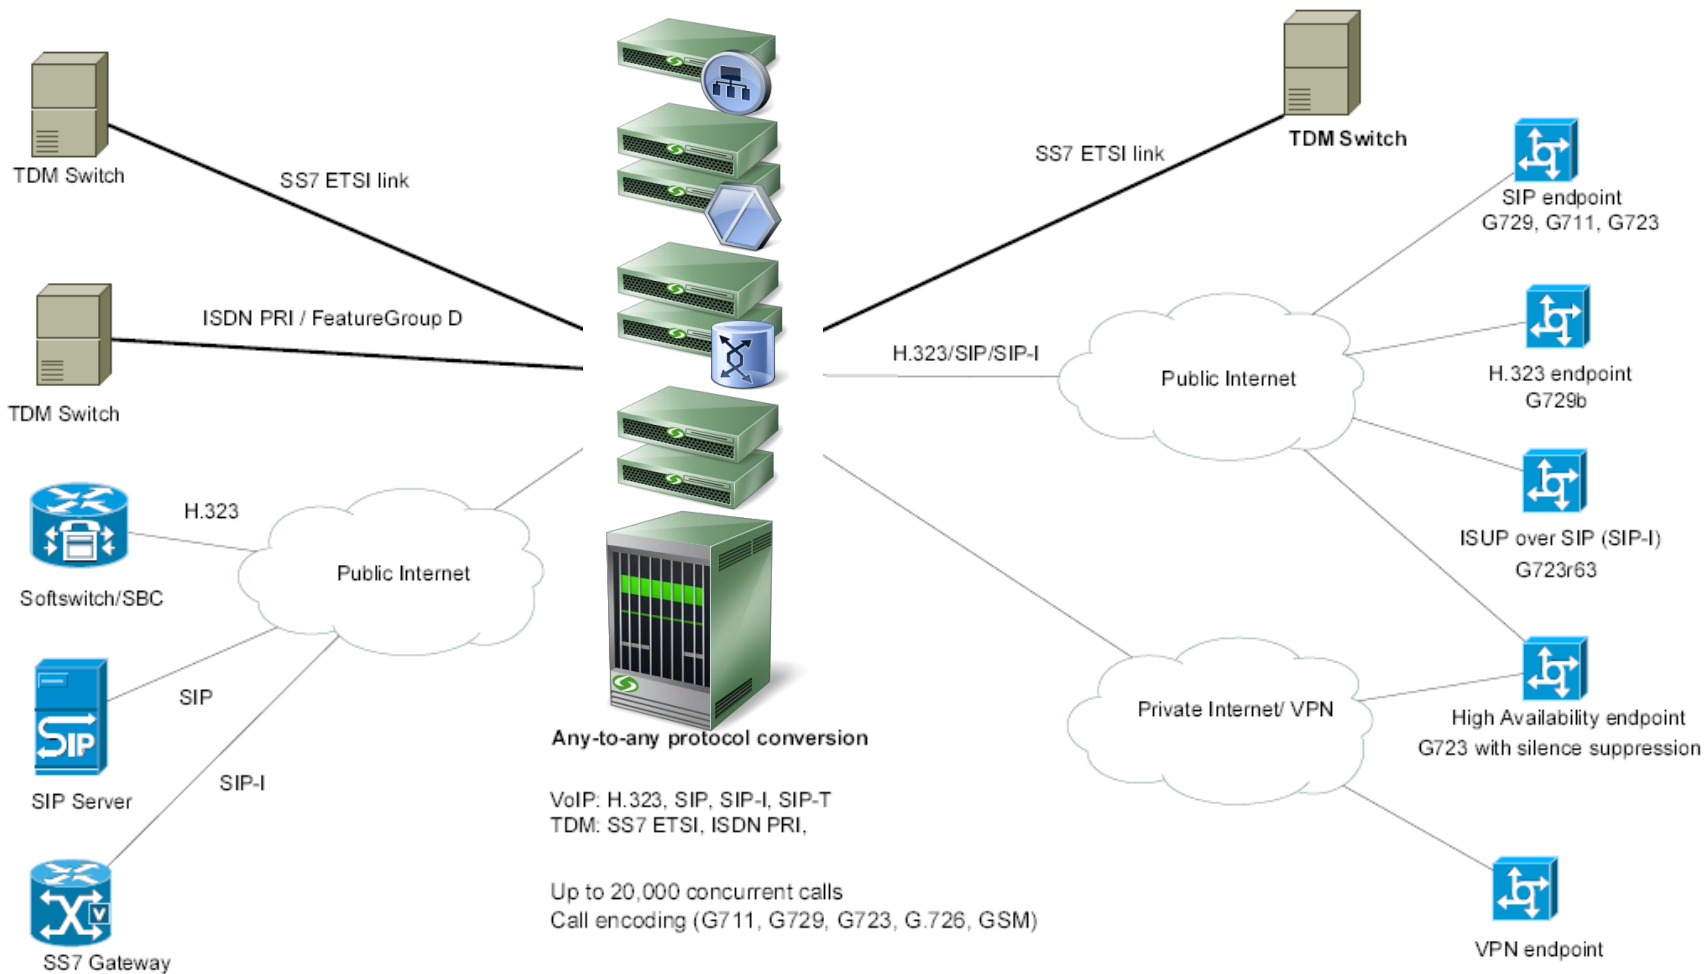 TDM Switch
SS7 ETSI link
ISDN PRI / FeatureGroup D
TDM Switch
H.323
Softswitch/SBC
Public Internet
SIP
SIP
SIP Server
SIP-I
V
SS7 Gateway
Any-to-any protocol conversion
VoIP: H.323, SIP, SIP-I, SIP-T
TDM: SS7 ETSI, ISDN PRI,
Up to 20,000 concurrent calls
Call encoding (G711, G729, G723, G.726, GSM)
SS7 ETSI link
TDM Switch
SIP endpoint
G729, G711, G723
H.323/SIP/SIP-I
Public Internet
H.323 endpoint
G729b
ISUP over SIP (SIP-I)
G723r63
Private Internet/ VPN
High Availability endpoint
G723 with silence suppression
VPN endpoint